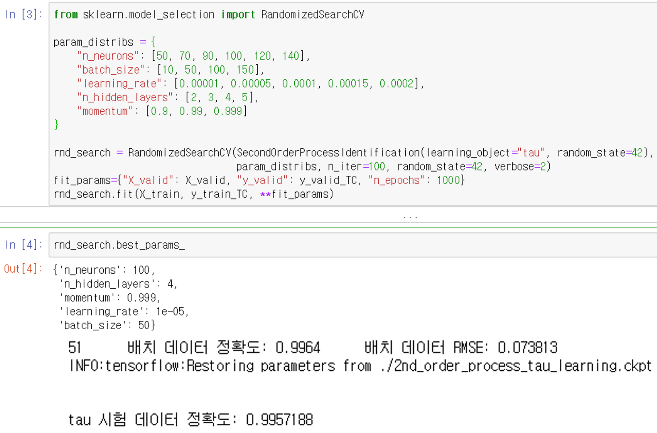 In [3]: from sklearn.model_selection import RandomizedSearchCV
param_distribs = {
"n_neurons": [50, 70, 90, 100, 120, 140],
"batch_size": [10, 50, 100, 150],
"learning_rate": [0.00001, 0.00005, 0.0001, 0.00015, 0.0002],
"n_hidden_layers": [2, 3, 4, 5],
"momentum": [0.9, 0.99, 0.999]
}
rnd_search = RandomizedSearchCV(SecondOrderProcessIdentification(learning_object="tau", random_state=42),
param_distribs, n_iter=100, random_state=42, verbose=2)
fit_params={"X_valid": X_valid, "y_valid": y_valid_TC, "n_epochs": 1000}
rnd_search.fit(X_train, y_train_TC, **fit_params)
...
In [4]: rnd_search.best_params_
Out[4]: {'n_neurons': 100,
'n_hidden_layers': 4,
'momentum': 0.999,
'learning_rate': 1e-05,
'batch_size': 50}
51 배치 데이터 정확도: 0.9964 배치 데이터 RMSE: 0.073813
INFO:tensorflow:Restoring parameters from ./2nd_order_process_tau_learning.ckpt
tau 시험 데이터 정확도: 0.9957188